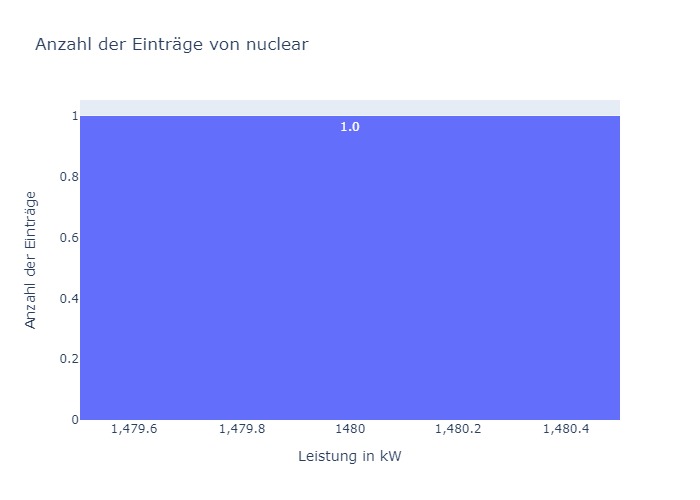 Anzahl der Einträge von nuclear
1
1.0
0.8
Anzahl der Einträge
0.6
0.4
0.2
0
1,479.6 1,479.8 1480 1,480.2 1,480.4
Leistung in kW